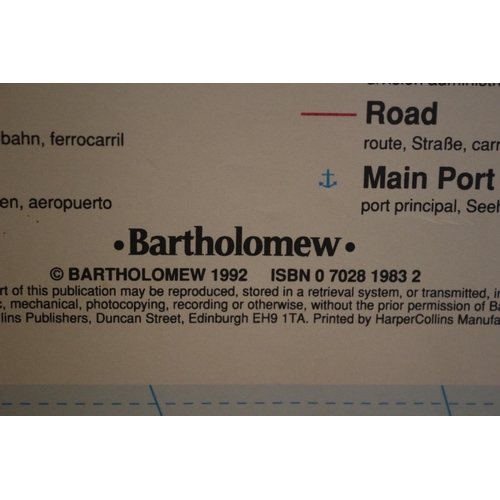 Road
bahn, ferrocarril
route, Straße, carr
Main Port
en, aeropuerto
port principal, Seeh
•Bartholomew•
© BARTHOLOMEW 1992 ISBN 0 7028 1983 2
rt of this publication may be reproduced, stored in a retrieval system, or transmitted, i
c, mechanical, photocopying, recording or otherwise, without the prior permission of Ba
llins Publishers, Duncan Street, Edinburgh EH9 1TA. Printed by HarperCollins Manufa